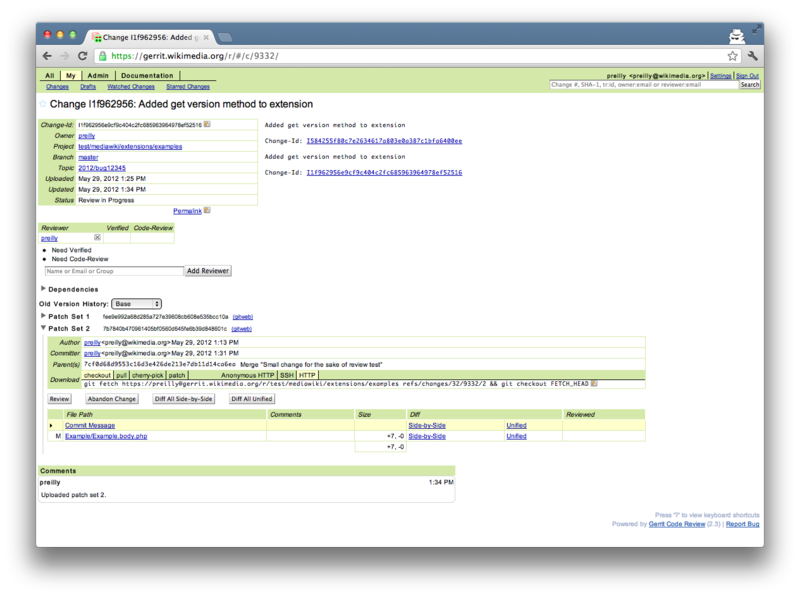 Change I1f962956: Added g
https://gerrit.wikimedia.org/r/#/c/9332/
All My Admin Documentation
preilly <preilly@wikimedia.org> Settings Sign Out
Changes Drafts Watched Changes Starred Changes
Change #, SHA-1, tr:id, owner:email or reviewer:email Search
Change I1f962956: Added get version method to extension
Change-Id: I1f962956e9cf9c404c2fc685963964978ef52516
Owner preilly
Project test/mediawiki/extensions/examples
Branch master
Topic 2012/bug12345
Uploaded May 29, 2012 1:25 PM
Updated May 29, 2012 1:34 PM
Status Review in Progress
Permalink
Added get version method to extension
Change-Id: I584255f80c7e2634617a803e0a387c1bfa6400ee
Added get version method to extension
Change-Id: I1f962956e9cf9c404c2fc685963964978ef52516
Reviewer Verified Code-Review
preilly
Need Verified
Need Code-Review
Name or Email or Group Add Reviewer
Dependencies
Old Version History: Base
Patch Set 1 fee9e992a68d285a727e39608cb608e535bcc10a (gitweb)
Patch Set 2 7b7840b470961405bf0560d645fe6b39d848601c (gitweb)
Author preilly<preilly@wikimedia.org> May 29, 2012 1:13 PM
Committer preilly<preilly@wikimedia.org> May 29, 2012 1:31 PM
Parent(s) 7cf0d68d9553c16d3e426de213e7db11d14ca6eo Merge "Small change for the sake of review test"
Download checkout pull cherry-pick patch Anonymous HTTP SSH HTTP
git fetch https://preilly@gerrit.wikimedia.org/r/test/mediawiki/extensions/examples refs/changes/32/9332/2 && git checkout FETCH_HEAD
Review Abandon Change Diff All Side-by-Side Diff All Unified
File Path Comments Size Diff Reviewed
Commit Message Side-by-Side Unified
M Example/Example.body.php +7, -0 Side-by-Side Unified
+7, -0
Comments
preilly 1:34 PM
Uploaded patch set 2.
Press '?' to view keyboard shortcuts
Powered by Gerrit Code Review (2.3) | Report Bug